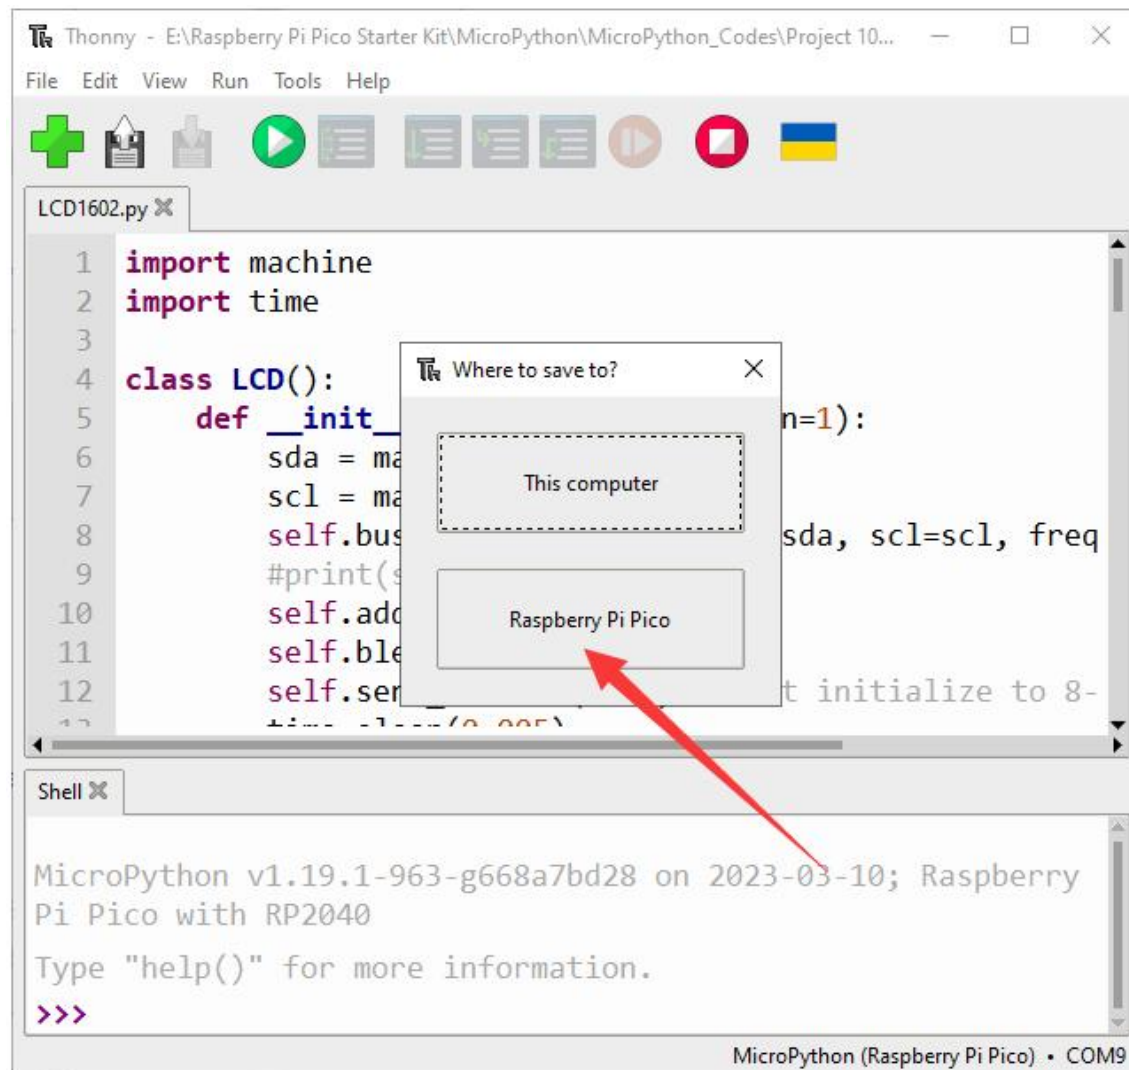 Thonny - E:\Raspberry Pi Pico Starter Kit\MicroPython\MicroPython_Codes\Project 10...
File Edit View Run Tools Help
LCD1602.py
1 import machine
2 import time
3
4 class LCD():
Where to save to?
5 def __init__ n=1):
6 sda = ma
This computer
7 scl = ma
8 self.bus sda, scl=scl, freq
9 #print(s
10 self.add
Raspberry Pi Pico
11 self.ble
12 self.sen t initialize to 8-
Shell
MicroPython v1.19.1-963-g668a7bd28 on 2023-03-10; Raspberry
Pi Pico with RP2040
Type "help()" for more information.
>>>
MicroPython (Raspberry Pi Pico) • COM9